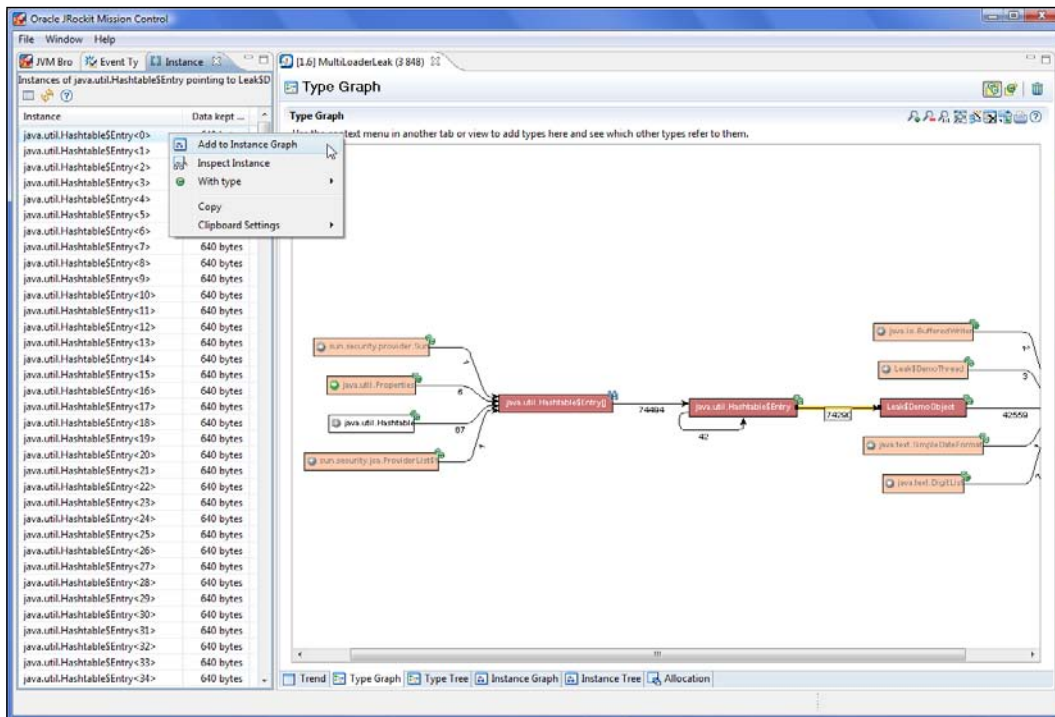 Oracle JRockit Mission Control
File Window Help
JVM Bro Event Ty Instance
[1.6] MultiLoaderLeak (3 848)
Instances of java.util.Hashtable$Entry pointing to Leak$D
Type Graph
Instance Data kept ...
Type Graph
context menu in another tab or view to add types here and see which other types refer to them.
java.util.Hashtable$Entry<0>
Add to Instance Graph
java.util.Hashtable$Entry<1>
Inspect Instance
java.util.Hashtable$Entry<2>
With type
java.util.Hashtable$Entry<3>
java.util.Hashtable$Entry<4>
Copy
java.util.Hashtable$Entry<5>
Clipboard Settings
java.util.Hashtable$Entry<6>
java.util.Hashtable$Entry<7> 640 bytes
java.util.Hashtable$Entry<8> 640 bytes
java.util.Hashtable$Entry<9> 640 bytes
java.util.Hashtable$Entry<10> 640 bytes
java.util.Hashtable$Entry<11> 640 bytes
java.util.Hashtable$Entry<12> 640 bytes
java.util.Hashtable$Entry<13> 640 bytes
java.util.Hashtable$Entry<14> 640 bytes
java.util.Hashtable$Entry<15> 640 bytes
java.util.Hashtable$Entry<16> 640 bytes
java.util.Hashtable$Entry<17> 640 bytes
java.util.Hashtable$Entry<18> 640 bytes
java.util.Hashtable$Entry<19> 640 bytes
java.util.Hashtable$Entry<20> 640 bytes
java.util.Hashtable$Entry<21> 640 bytes
java.util.Hashtable$Entry<22> 640 bytes
java.util.Hashtable$Entry<23> 640 bytes
java.util.Hashtable$Entry<24> 640 bytes
java.util.Hashtable$Entry<25> 640 bytes
java.util.Hashtable$Entry<26> 640 bytes
java.util.Hashtable$Entry<27> 640 bytes
java.util.Hashtable$Entry<28> 640 bytes
java.util.Hashtable$Entry<29> 640 bytes
java.util.Hashtable$Entry<30> 640 bytes
java.util.Hashtable$Entry<31> 640 bytes
java.util.Hashtable$Entry<32> 640 bytes
java.util.Hashtable$Entry<33> 640 bytes
java.util.Hashtable$Entry<34> 640 bytes
sun.security.provider.Sun
java.util.Properties
6
java.util.Hashtable
67
sun.security.jca.ProviderList$
java.util.Hashtable$Entry[]
74484
java.util.Hashtable$Entry
42
74290
Leak$DemoObject
42559
java.io.BufferedWriter
Leak$DemoThread
3
java.text.SimpleDateFormat
java.text.DigitList
Trend Type Graph Type Tree Instance Graph Instance Tree Allocation